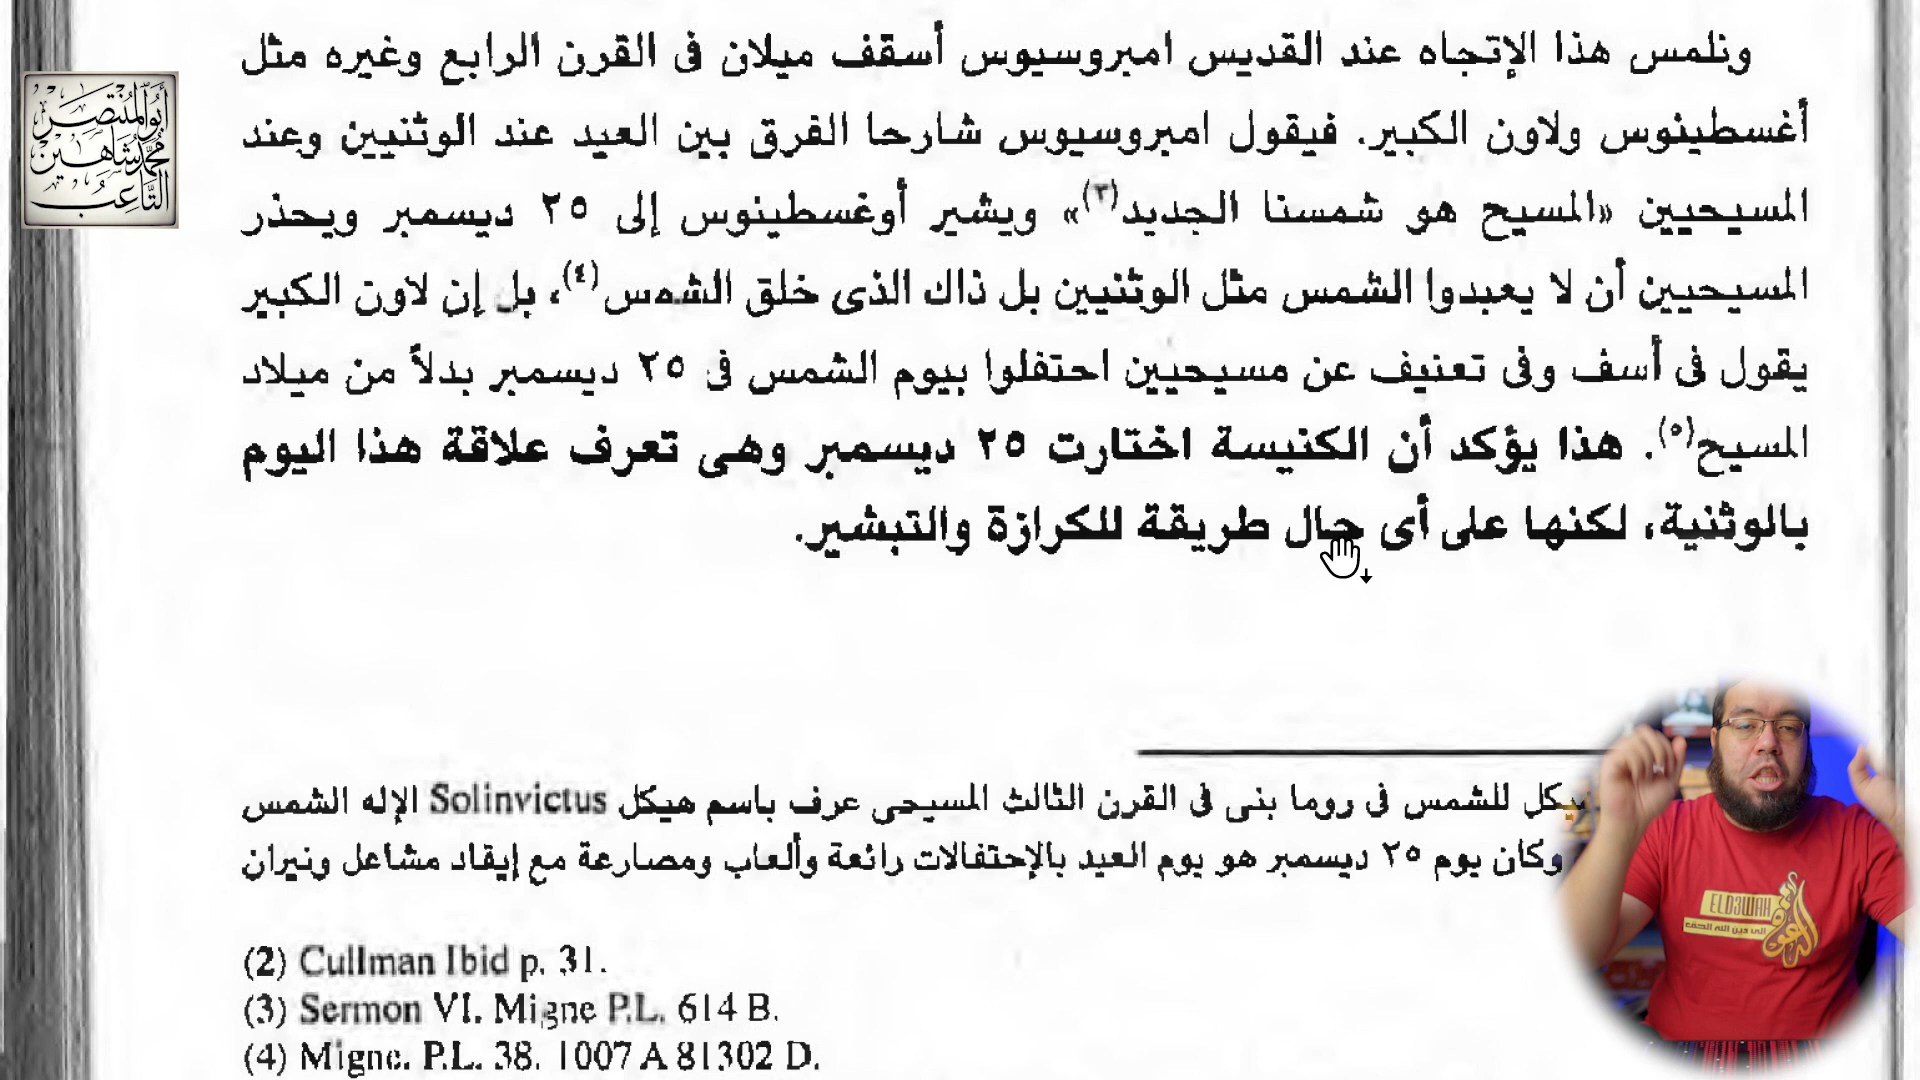 ونلمس هذا الإتجاه عند القديس امبروسيوس أسقف ميلان فى القرن الرابع وغيره مثل
أغسطينوس ولاون الكبير. فيقول امبروسيوس شارحا الفرق بين العيد عند الوثنيين وعند
المسيحيين «المسيح هو شمسنا الجديد(٣)» ويشير أوغسطينوس إلى ٢٥ ديسمبر ويحذر
المسيحيين أن لا يعبدوا الشمس مثل الوثنيين بل ذاك الذى خلق الشمس(٤)، بل إن لاون الكبير
يقول فى أسف وفى تعنيف عن مسيحيين احتفلوا بيوم الشمس فى ٢٥ ديسمبر بدلاً من ميلاد
المسيح(٥). هذا يؤكد أن الكنيسة اختارت ٢٥ ديسمبر وهى تعرف علاقة هذا اليوم
بالوثنية، لكنها على أى حال طريقة للكرازة والتبشير.
للشمس فى روما بنى فى القرن الثالث المسيحى عرف باسم هيكل Solinvictus الإله الشمس
وكان يوم ٢٥ ديسمبر هو يوم العيد بالإحتفالات رائعة وألعاب ومصارعة مع إيقاد مشاعل ونيران
(2) Cullman Ibid p. 31.
(3) Sermon VI. Migne P.L. 614 B.
(4) Migne. P.L. 38. 1007 A 81302 D.
أبو المنتصر
محمد شاهين
التاعب
ELD3WAH
الدعوة
إلى دين الله الحق